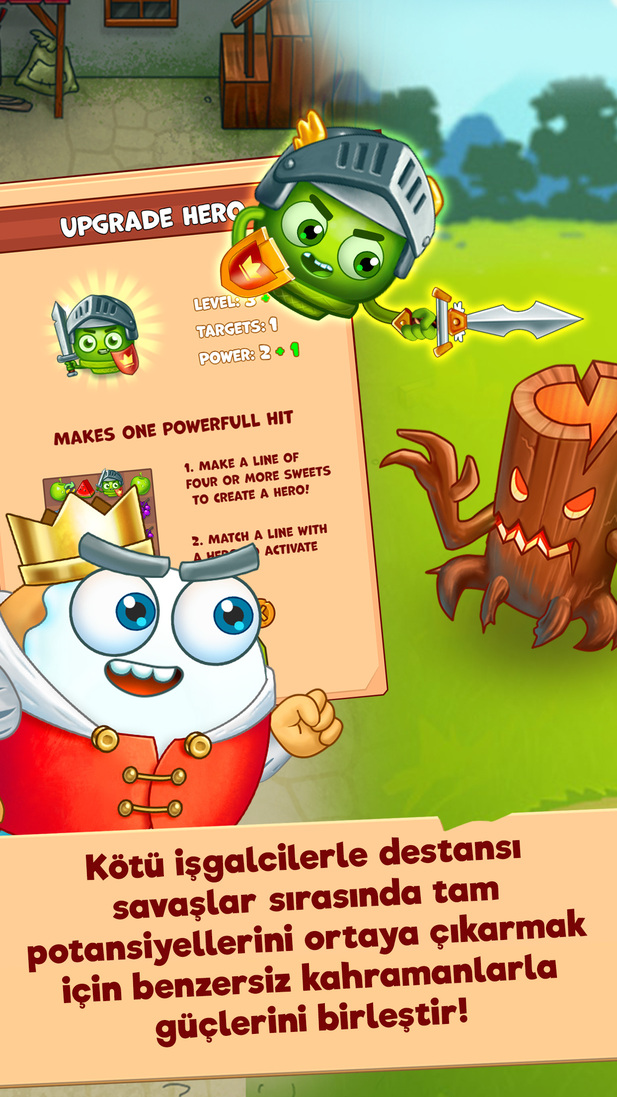 UPGRADE HERO
LEVEL: 3 +
TARGETS: 1
POWER: 2 + 1
MAKES ONE POWERFULL HIT
1. MAKE A LINE OF
FOUR OR MORE SWEETS
TO CREATE A HERO!
2. MATCH A LINE WITH
A ACTIVATE
Kötü işgalcilerle destansı
savaşlar sırasında tam
potansiyellerini ortaya çıkarmak
için benzersiz kahramanlarla
güçlerini birleştir!